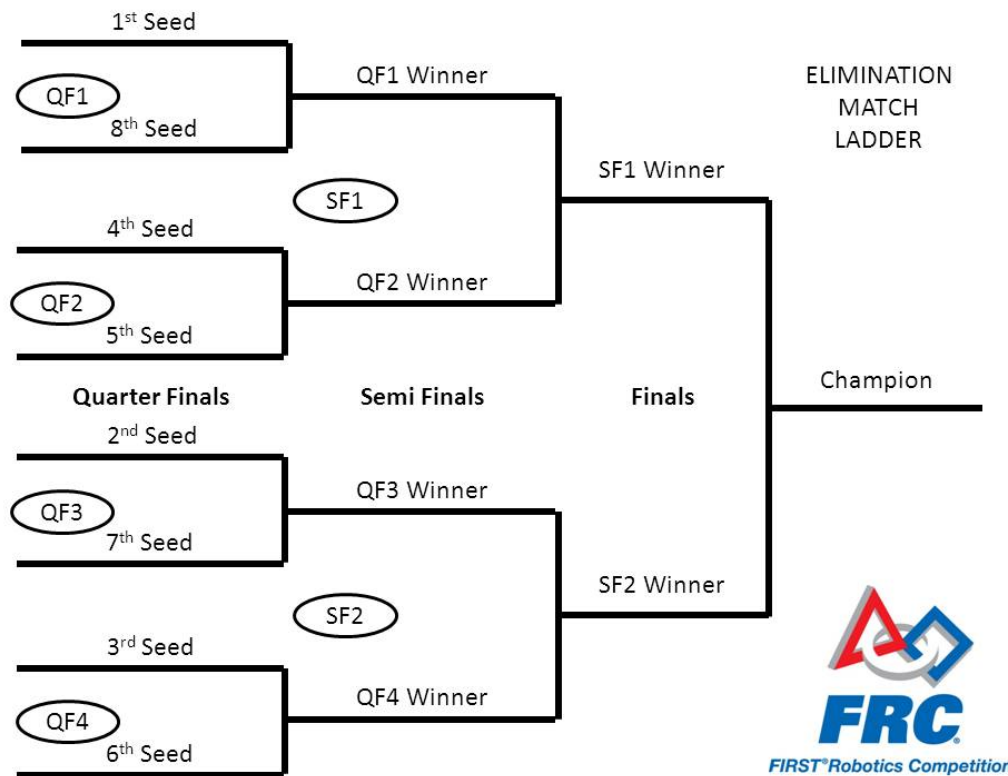 1st Seed
QF1
8th Seed
QF1 Winner
ELIMINATION
MATCH
LADDER
SF1
SF1 Winner
4th Seed
QF2
5th Seed
QF2 Winner
Quarter Finals
Semi Finals
Finals
Champion
2nd Seed
QF3
7th Seed
QF3 Winner
SF2
SF2 Winner
3rd Seed
QF4
6th Seed
QF4 Winner
FRC
FIRST® Robotics Competition